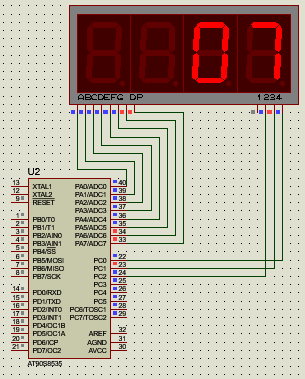 07
ABCDEFG DP
1234
U2
13 XTAL1
12 XTAL2
9 RESET
1 PB0/T0
2 PB1/T1
3 PB2/AIN0
4 PB3/AIN1
5 PB4/SS
6 PB5/MOSI
7 PB6/MISO
8 PB7/SCK
14 PD0/RXD
15 PD1/TXD
16 PD2/INT0
17 PD3/INT1
18 PD4/OC1B
19 PD5/OC1A
20 PD6/ICP
21 PD7/OC2
PA0/ADC0 40
PA1/ADC1 39
PA2/ADC2 38
PA3/ADC3 37
PA4/ADC4 36
PA5/ADC5 35
PA6/ADC6 34
PA7/ADC7 33
PC0 22
PC1 23
PC2 24
PC3 25
PC4 26
PC5 27
PC6/TOSC1 28
PC7/TOSC2 29
AREF 32
AGND 31
AVCC 30
AT90S8535